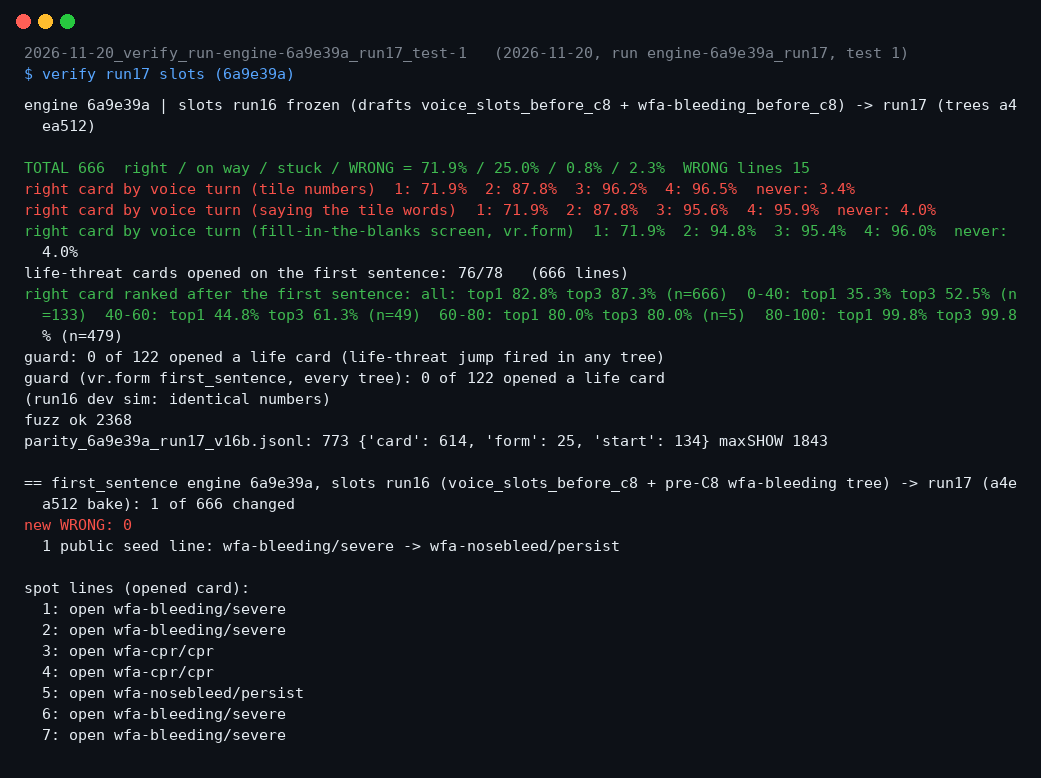 2026-11-20_verify_run-engine-6a9e39a_run17_test-1   (2026-11-20, run engine-6a9e39a_run17, test 1)
$ verify run17 slots (6a9e39a)
engine 6a9e39a | slots run16 frozen (drafts voice_slots_before_c8 + wfa-bleeding_before_c8) -> run17 (trees a4
  ea512)

TOTAL 666  right / on way / stuck / WRONG = 71.9% / 25.0% / 0.8% / 2.3%  WRONG lines 15
right card by voice turn (tile numbers)  1: 71.9%  2: 87.8%  3: 96.2%  4: 96.5%  never: 3.4%
right card by voice turn (saying the tile words)  1: 71.9%  2: 87.8%  3: 95.6%  4: 95.9%  never: 4.0%
right card by voice turn (fill-in-the-blanks screen, vr.form)  1: 71.9%  2: 94.8%  3: 95.4%  4: 96.0%  never:
  4.0%
life-threat cards opened on the first sentence: 76/78   (666 lines)
right card ranked after the first sentence: all: top1 82.8% top3 87.3% (n=666)  0-40: top1 35.3% top3 52.5% (n
  =133)  40-60: top1 44.8% top3 61.3% (n=49)  60-80: top1 80.0% top3 80.0% (n=5)  80-100: top1 99.8% top3 99.8
  % (n=479)
guard: 0 of 122 opened a life card (life-threat jump fired in any tree)
guard (vr.form first_sentence, every tree): 0 of 122 opened a life card
(run16 dev sim: identical numbers)
fuzz ok 2368
parity_6a9e39a_run17_v16b.jsonl: 773 {'card': 614, 'form': 25, 'start': 134} maxSHOW 1843

== first_sentence engine 6a9e39a, slots run16 (voice_slots_before_c8 + pre-C8 wfa-bleeding tree) -> run17 (a4e
  a512 bake): 1 of 666 changed
new WRONG: 0
  1 public seed line: wfa-bleeding/severe -> wfa-nosebleed/persist

spot lines (opened card):
  1: open wfa-bleeding/severe
  2: open wfa-bleeding/severe
  3: open wfa-cpr/cpr
  4: open wfa-cpr/cpr
  5: open wfa-nosebleed/persist
  6: open wfa-bleeding/severe
  7: open wfa-bleeding/severe